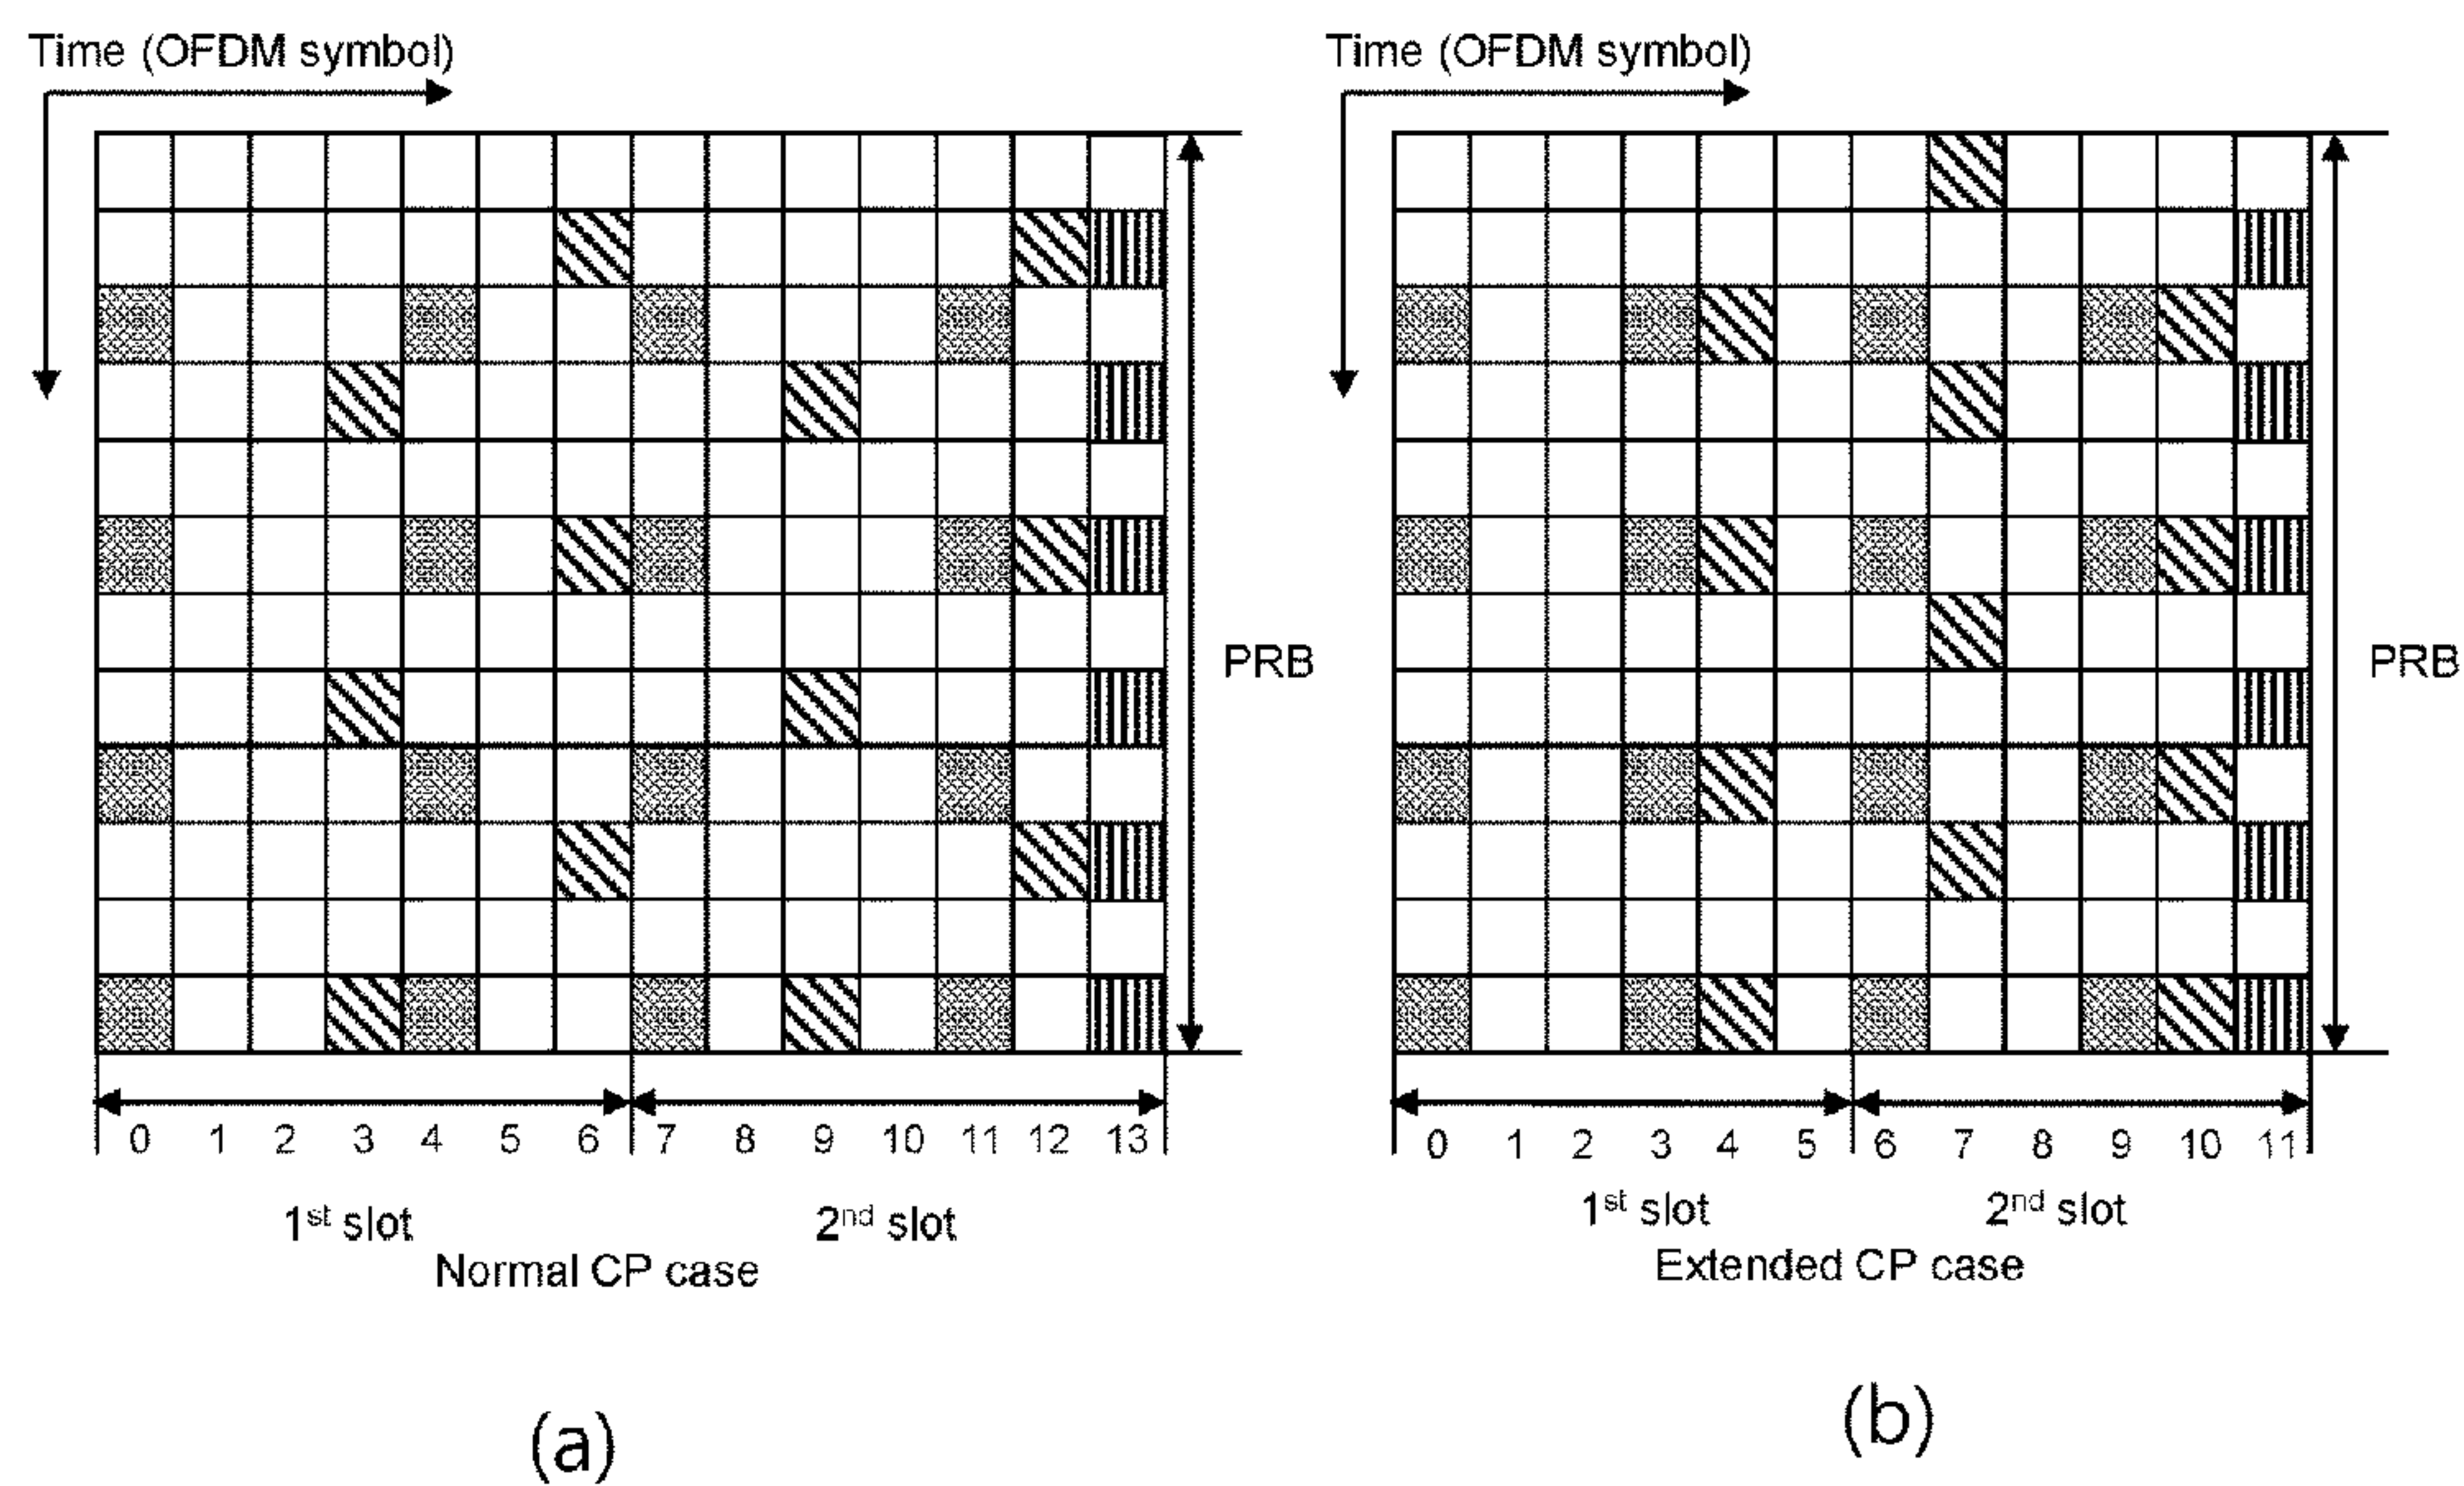 Time (OFDM symbol)
PRB
0 1 2 3 4 5 6 7 8 9 10 11 12 13
1st slot 2nd slot
Normal CP case
(a)
Time (OFDM symbol)
PRB
0 1 2 3 4 5 6 7 8 9 10 11
1st slot 2nd slot
Extended CP case
(b)